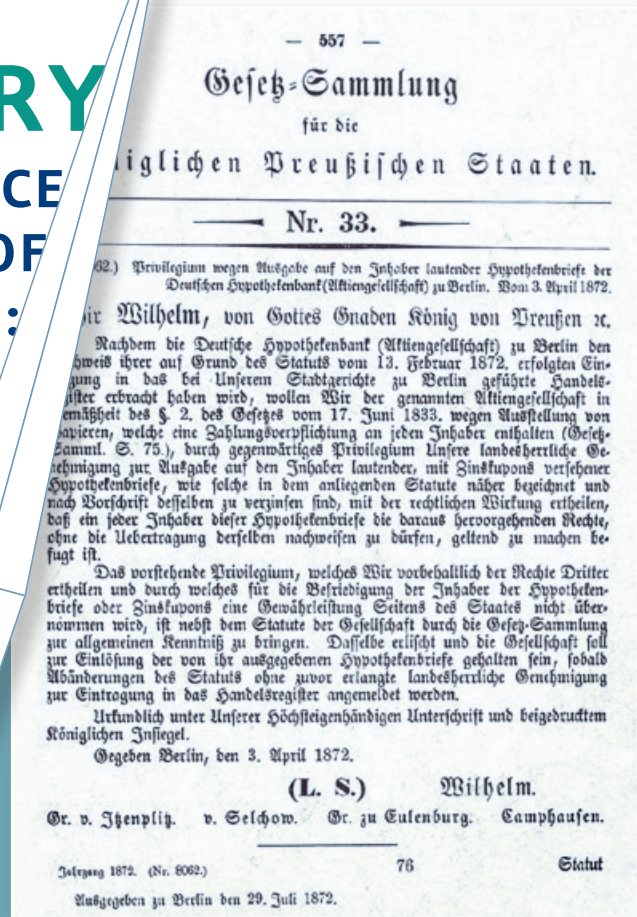 RY
CE
OF
:
— 557 —
Gesetz-Sammlung
für die
iglichen Preußischen Staaten.
Nr. 33.
62.) Privilegium wegen Ausgabe auf den Inhaber lautender Hypothekenbriefe der
Deutschen Hypothekenbank (Aktiengesellschaft) zu Berlin. Vom 3. April 1872.
ir Wilhelm, von Gottes Gnaden König von Preußen ꝛc.
Nachdem die Deutsche Hypothekenbank (Aktiengesellschaft) zu Berlin den
hweis ihrer auf Grund des Statuts vom 13. Februar 1872. erfolgten Ein-
gung in das bei Unserem Stadtgerichte zu Berlin geführte Handels-
ister erbracht haben wird, wollen Wir der genannten Aktiengesellschaft in
emäßheit des §. 2. des Gesetzes vom 17. Juni 1833. wegen Ausstellung von
apieren, welche eine Zahlungsverpflichtung an jeden Inhaber enthalten (Gesetz-
Samml. S. 75.), durch gegenwärtiges Privilegium Unsere landesherrliche Ge-
nehmigung zur Ausgabe auf den Inhaber lautender, mit Zinskupons versehener
Hypothekenbriefe, wie solche in dem anliegenden Statute näher bezeichnet und
nach Vorschrift desselben zu verzinsen sind, mit der rechtlichen Wirkung ertheilen,
daß ein jeder Inhaber dieser Hypothekenbriefe die daraus hervorgehenden Rechte,
ohne die Uebertragung derselben nachweisen zu dürfen, geltend zu machen be-
fugt ist.
Das vorstehende Privilegium, welches Wir vorbehaltlich der Rechte Dritter
ertheilen und durch welches für die Befriedigung der Inhaber der Hypotheken-
briefe oder Zinskupons eine Gewährleistung Seitens des Staates nicht über-
nommen wird, ist nebst dem Statute der Gesellschaft durch die Gesetz-Sammlung
zur allgemeinen Kenntniß zu bringen. Dasselbe erlischt und die Gesellschaft soll
zur Einlösung der von ihr ausgegebenen Hypothekenbriefe gehalten sein, sobald
Abänderungen des Statuts ohne zuvor erlangte landesherrliche Genehmigung
zur Eintragung in das Handelsregister angemeldet werden.
Urkundlich unter Unserer Höchsteigenhändigen Unterschrift und beigedrucktem
Königlichen Insiegel.
Gegeben Berlin, den 3. April 1872.
(L. S.) Wilhelm.
Gr. v. Itzenplitz. v. Selchow. Gr. zu Eulenburg. Camphausen.
Jahrgang 1872. (Nr. 8062.) 76 Statut
Ausgegeben zu Berlin den 29. Juli 1872.